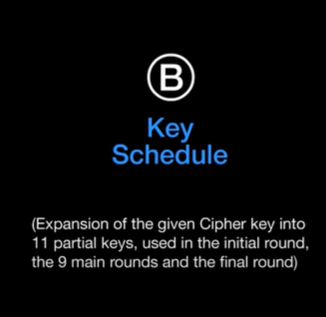 B
Key
Schedule
(Expansion of the given Cipher key into
11 partial keys, used in the initial round,
the 9 main rounds and the final round)